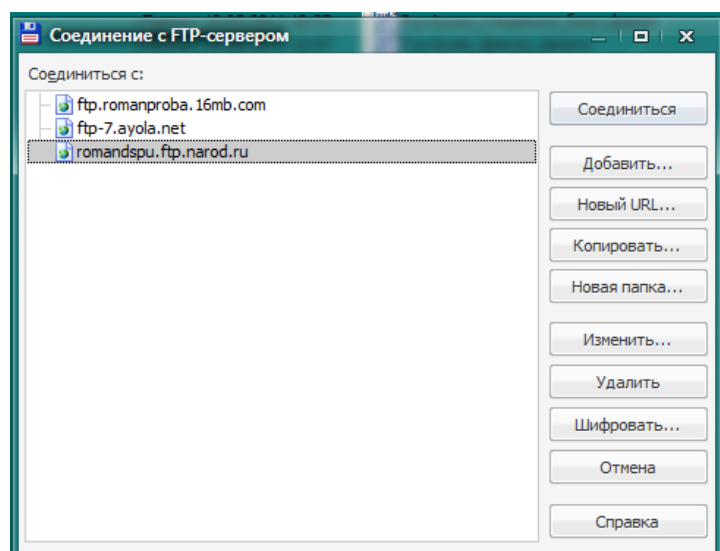 Соединение с FTP-сервером
Соединиться с:
ftp.romanproba.16mb.com
ftp-7.ayola.net
romandspu.ftp.narod.ru
Соединиться
Добавить...
Новый URL...
Копировать...
Новая папка...
Изменить...
Удалить
Шифровать...
Отмена
Справка